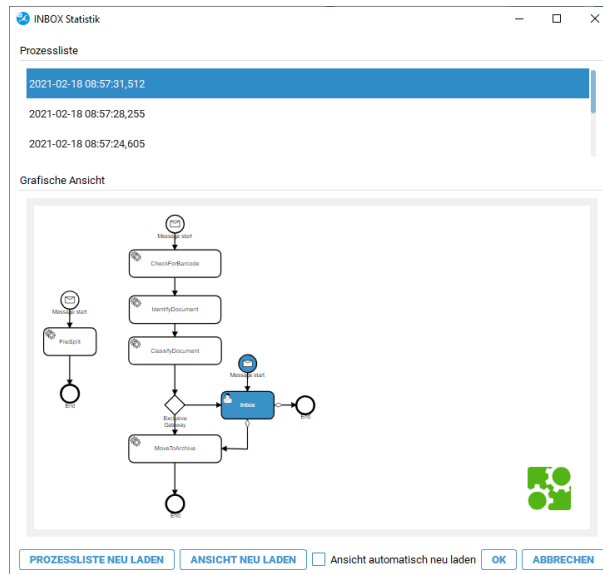 INBOX Statistik
Prozessliste
2021-02-18 08:57:31,512
2021-02-18 08:57:28,255
2021-02-18 08:57:24,605
Grafische Ansicht
Message start
CheckForBarcode
Message start
IdentifyDocument
FileSplit
ClassifyDocument
Message start
End
Inbox
Exclusive
Gateway
End
MoveToArchive
End
PROZESSLISTE NEU LADEN
ANSICHT NEU LADEN
Ansicht automatisch neu laden
OK
ABBRECHEN